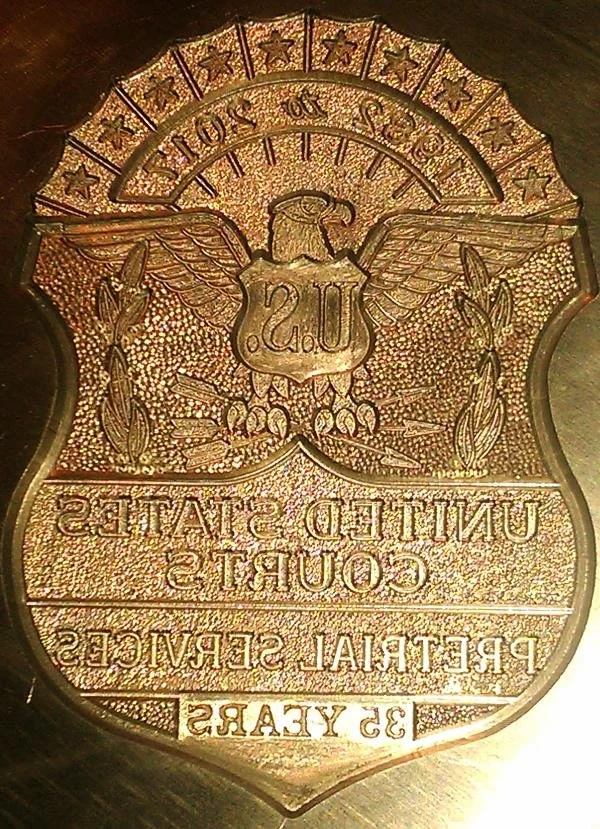 1982 to 2017
U.S.
UNITED STATES
COURTS
PRETRIAL SERVICES
35 YEARS